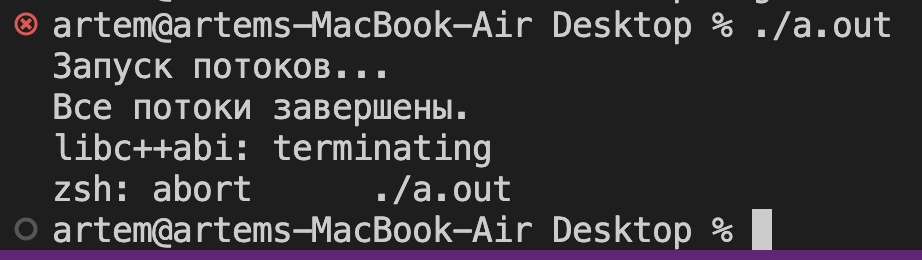 artem@artems-MacBook-Air Desktop % ./a.out
Запуск потоков...
Все потоки завершены.
libc++abi: terminating
zsh: abort      ./a.out
artem@artems-MacBook-Air Desktop %